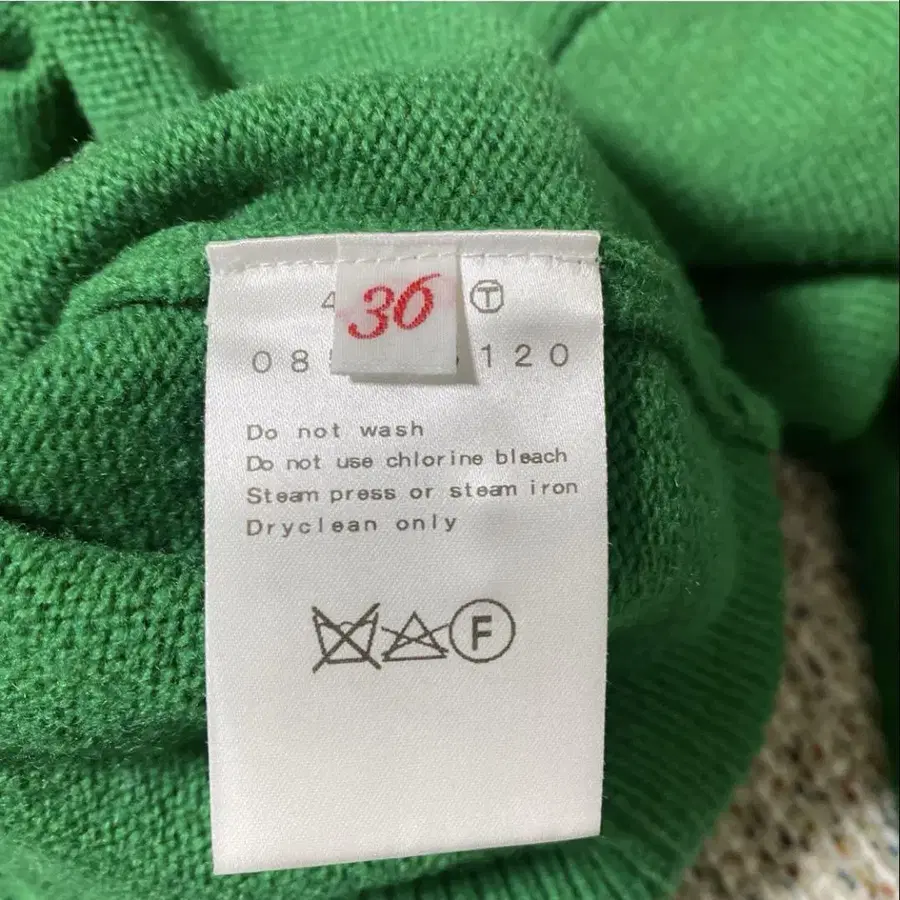 36
4 Ⓣ
08 120
Do not wash
Do not use chlorine bleach
Steam press or steam iron
Dryclean only
F